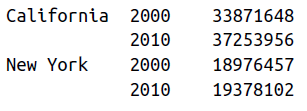 California  2000    33871648
            2010    37253956
New York    2000    18976457
            2010    19378102